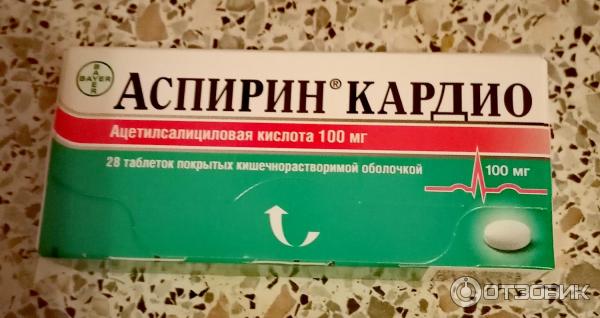 BAYER
АСПИРИН® КАРДИО
Ацетилсалициловая кислота 100 мг
28 таблеток покрытых кишечнорастворимой оболочкой
100 мг
ОТЗОВИК